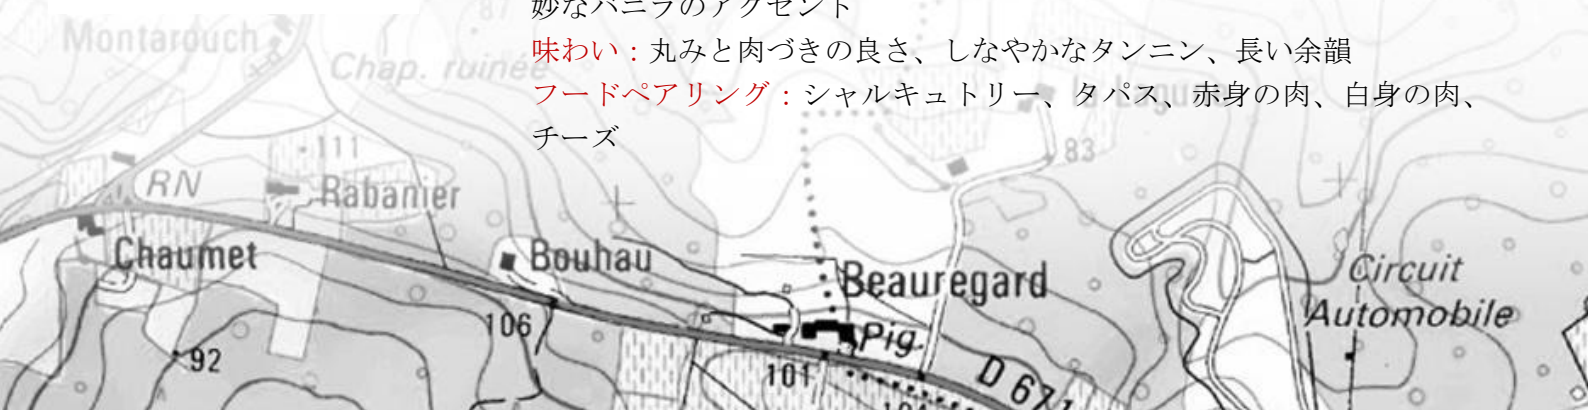 87
妙なバニラのアクセント
Montarouch
味わい：丸みと肉づきの良さ、しなやかなタンニン、長い余韻
Chap. ruinée
フードペアリング：シャルキュトリー、タパス、赤身の肉、白身の肉、
チーズ
111
83
RN
Rabanier
Chaumet
Bouhau
Beauregard
Circuit
Automobile
106
Pig.
92
101
D 671